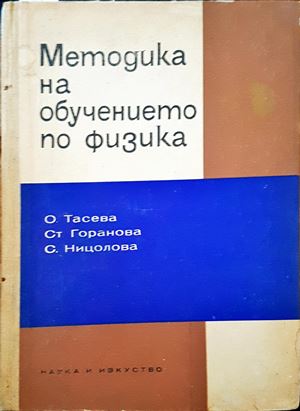 Методика
на
обучението
по физика
О. Тасева
Ст Горанова
С. Ницолова
НАУКА И ИЗКУСТВО